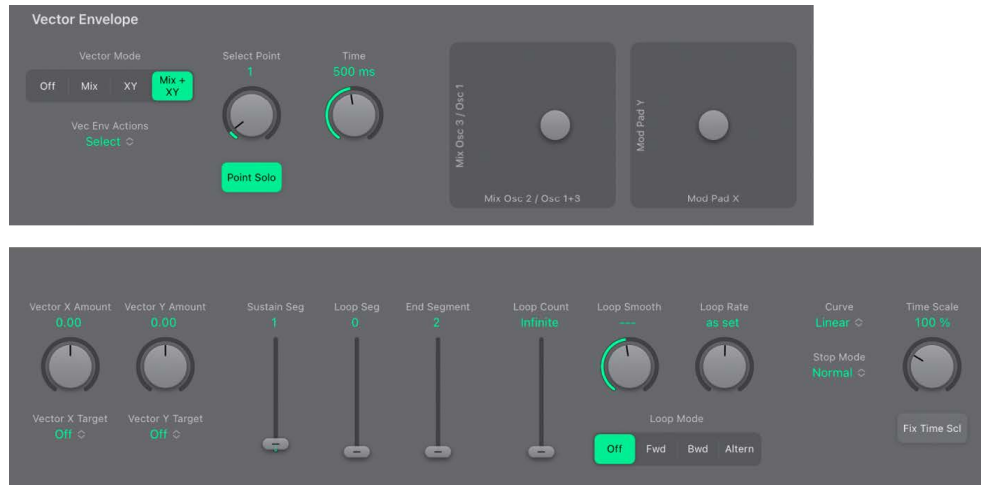 Vector Envelope
Vector Mode
Off Mix XY Mix +
XY
Vec Env Actions
Select
Select Point
1
Point Solo
Time
500 ms
Mix Osc 3 / Osc 1
Mix Osc 2 / Osc 1+3
Mod Pad Y
Mod Pad X
Vector X Amount
0.00
Vector X Target
Off
Vector Y Amount
0.00
Vector Y Target
Off
Sustain Seg
1
Loop Seg
0
End Segment
2
Loop Count
Infinite
Loop Smooth
---
Loop Rate
as set
Loop Mode
Off Fwd Bwd Altern
Curve
Linear
Stop Mode
Normal
Time Scale
100 %
Fix Time Scl